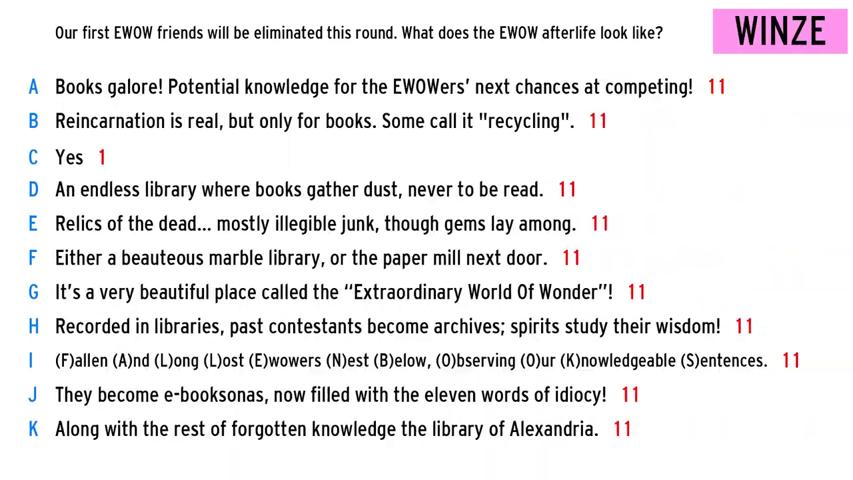 Our first EWOW friends will be eliminated this round. What does the EWOW afterlife look like?
WINZE
A Books galore! Potential knowledge for the EWOWers’ next chances at competing! 11
B Reincarnation is real, but only for books. Some call it "recycling". 11
C Yes 1
D An endless library where books gather dust, never to be read. 11
E Relics of the dead... mostly illegible junk, though gems lay among. 11
F Either a beauteous marble library, or the paper mill next door. 11
G It’s a very beautiful place called the “Extraordinary World Of Wonder”! 11
H Recorded in libraries, past contestants become archives; spirits study their wisdom! 11
I (F)allen (A)nd (L)ong (L)ost (E)wowers (N)est (B)elow, (O)bserving (O)ur (K)nowledgeable (S)entences. 11
J They become e-booksonas, now filled with the eleven words of idiocy! 11
K Along with the rest of forgotten knowledge the library of Alexandria. 11